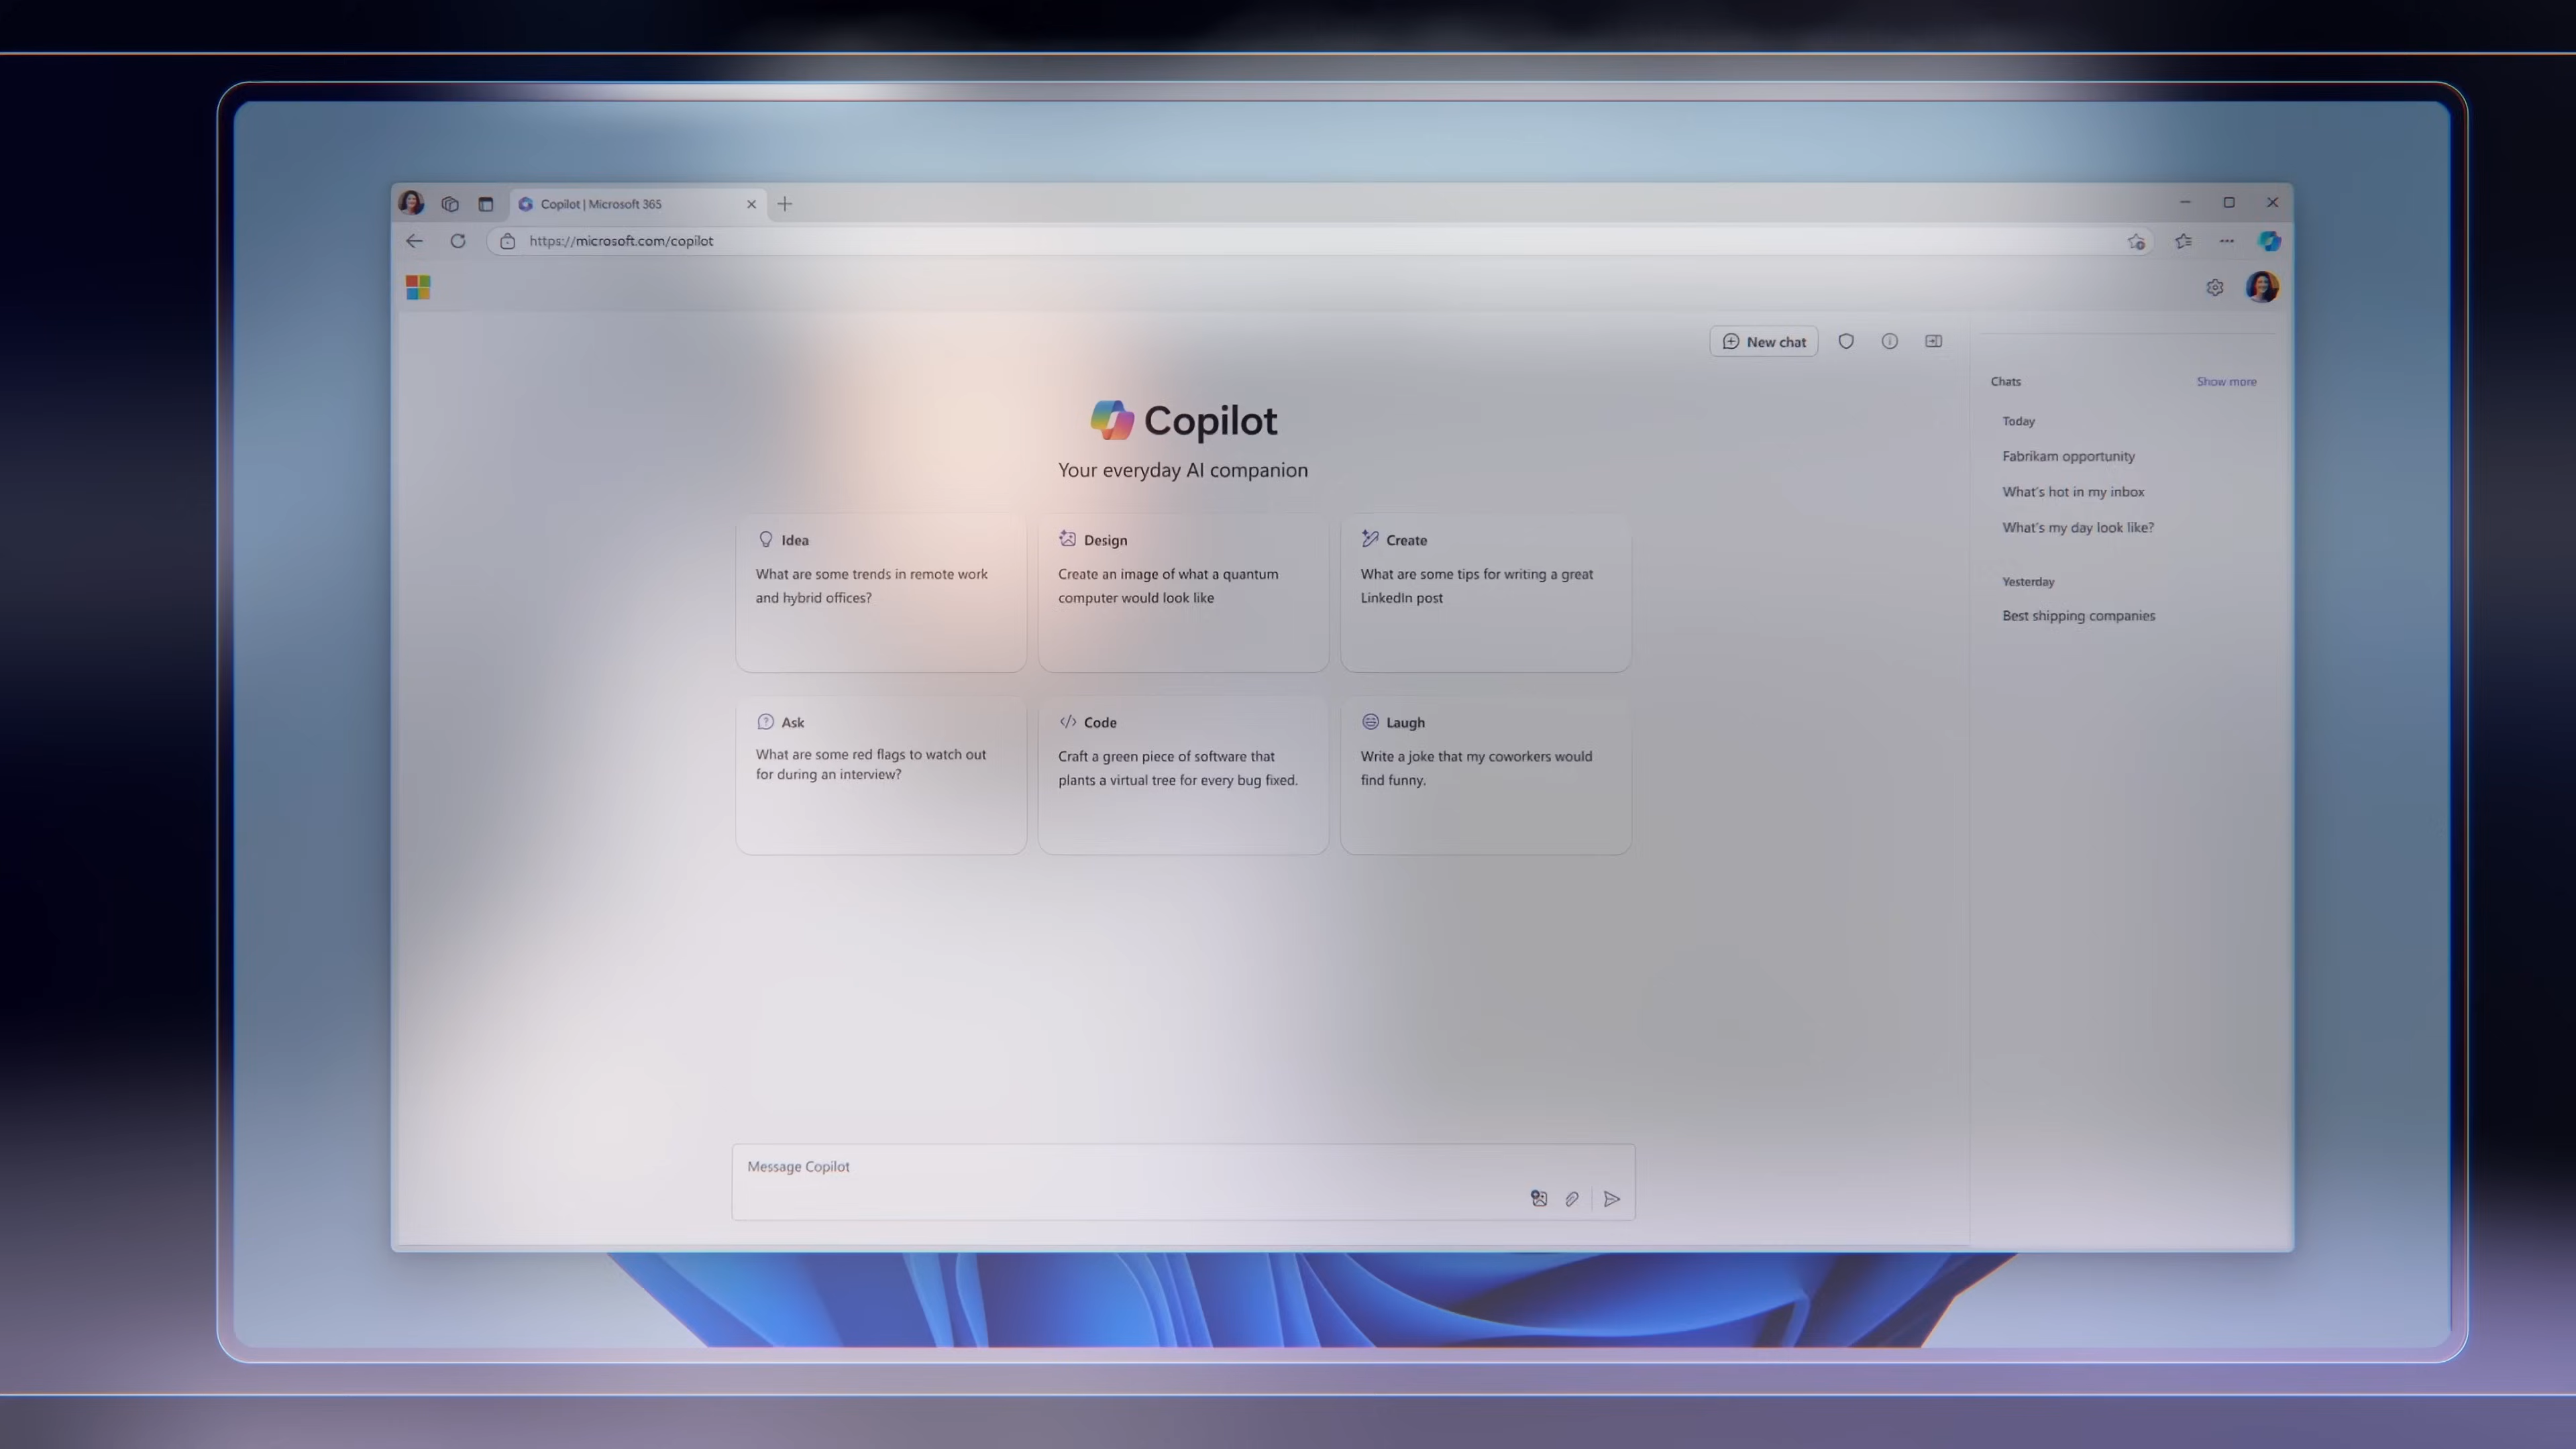 Copilot | Microsoft 365
https://microsoft.com/copilot
New chat
Copilot
Your everyday AI companion
Idea
What are some trends in remote work
and hybrid offices?
Design
Create an image of what a quantum
computer would look like
Create
What are some tips for writing a great
LinkedIn post
Ask
What are some red flags to watch out
for during an interview?
Code
Craft a green piece of software that
plants a virtual tree for every bug fixed.
Laugh
Write a joke that my coworkers would
find funny.
Message Copilot
Chats
Show more
Today
Fabrikam opportunity
What's hot in my inbox
What's my day look like?
Yesterday
Best shipping companies